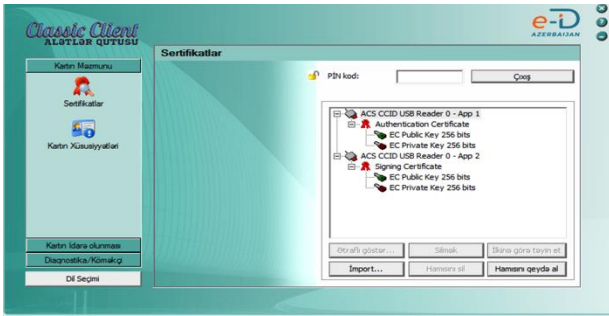 Classic Client
ALƏTLƏR QUTUSU
e-iD
AZERBAIJAN
Sertifikatlar
Kartın Məzmunu
Sertifikatlar
Kartın Xüsusiyyətləri
Kartın İdarə olunması
Diaqnostika/Köməkçi
Dil Seçimi
PİN kod:
Çıxış
ACS CCID USB Reader 0 - App 1
Authentication Certificate
EC Public Key 256 bits
EC Private Key 256 bits
ACS CCID USB Reader 0 - App 2
Signing Certificate
EC Public Key 256 bits
EC Private Key 256 bits
Ətraflı göstər...
Silmək
İlkinə görə təyin et
İmport...
Hamısını sil
Hamısını qeydə al